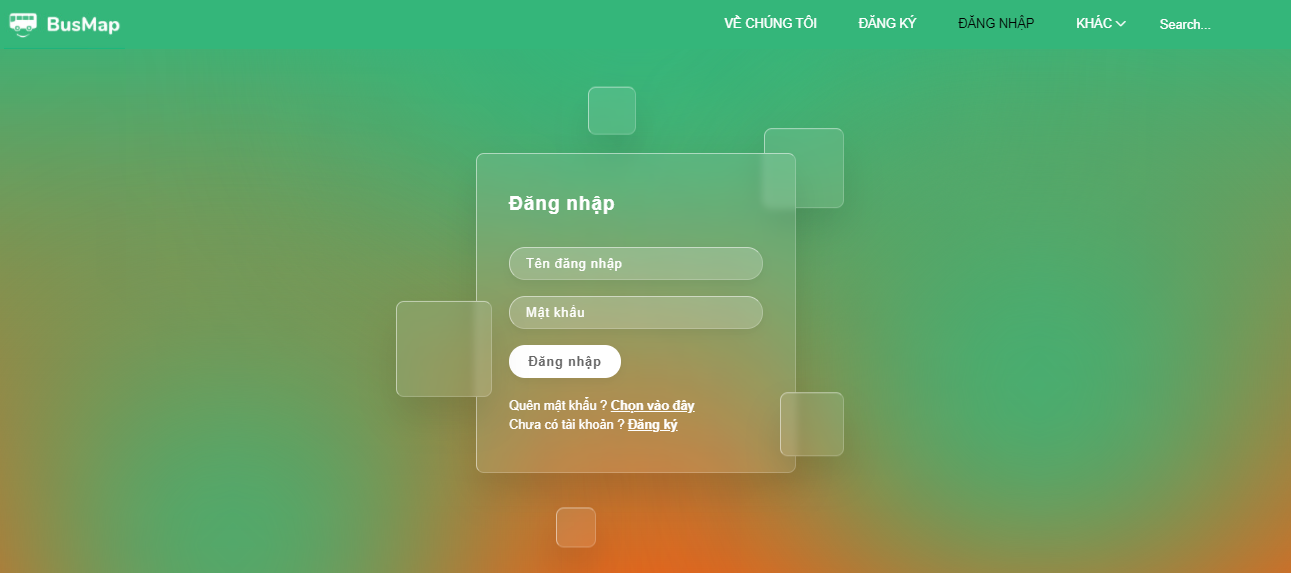 BusMap
VỀ CHÚNG TÔI
ĐĂNG KÝ
ĐĂNG NHẬP
KHÁC
Search...
Đăng nhập
Tên đăng nhập
Mật khẩu
Đăng nhập
Quên mật khẩu ? Chọn vào đây
Chưa có tài khoản ? Đăng ký